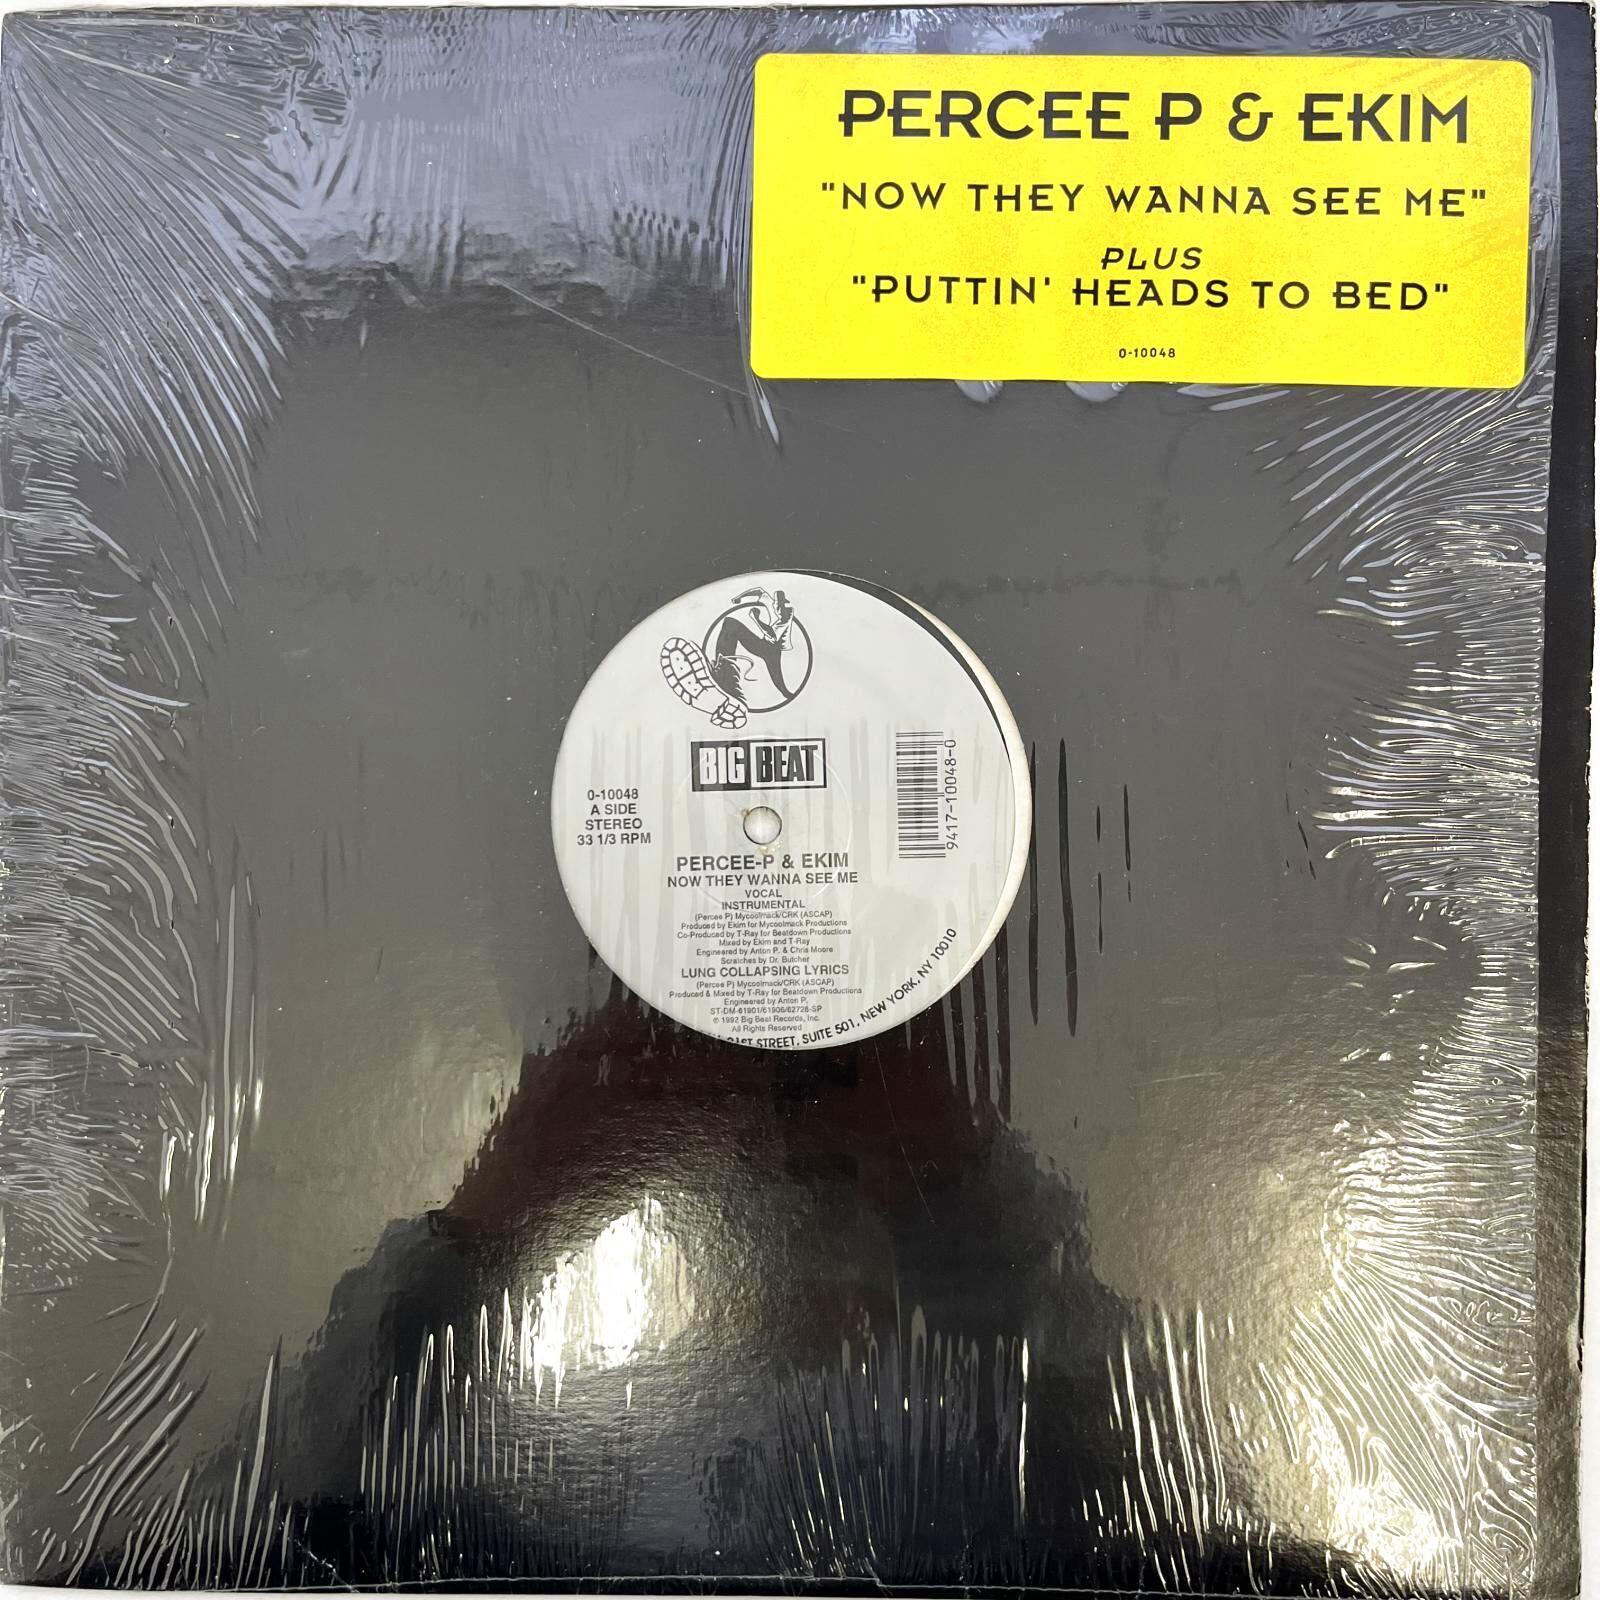 PERCEE P & EKIM
"NOW THEY WANNA SEE ME"
PLUS
"PUTTIN' HEADS TO BED"
0-10048
BIG BEAT
0-10048
A SIDE
STEREO
33 1/3 RPM
9417-10048-0
PERCEE-P & EKIM
NOW THEY WANNA SEE ME
VOCAL
INSTRUMENTAL
(Percee P) Mycoolmack/CRK (ASCAP)
Produced by Ekim for Mycoolmack Productions
Co-Produced by T-Ray for Beatdown Productions
Mixed by Ekim and T-Ray
Engineered by Anton P. & Chris Moore
Scratches by Dr. Butcher
LUNG COLLAPSING LYRICS
(Percee P) Mycoolmack/CRK (ASCAP)
Produced & Mixed by T-Ray for Beatdown Productions
Engineered by Anton P.
ST-DM-61901/61906/62728-SP
© 1992 Big Beat Records, Inc.
All Rights Reserved
STREET, SUITE 501, NEW YORK, NY 10010